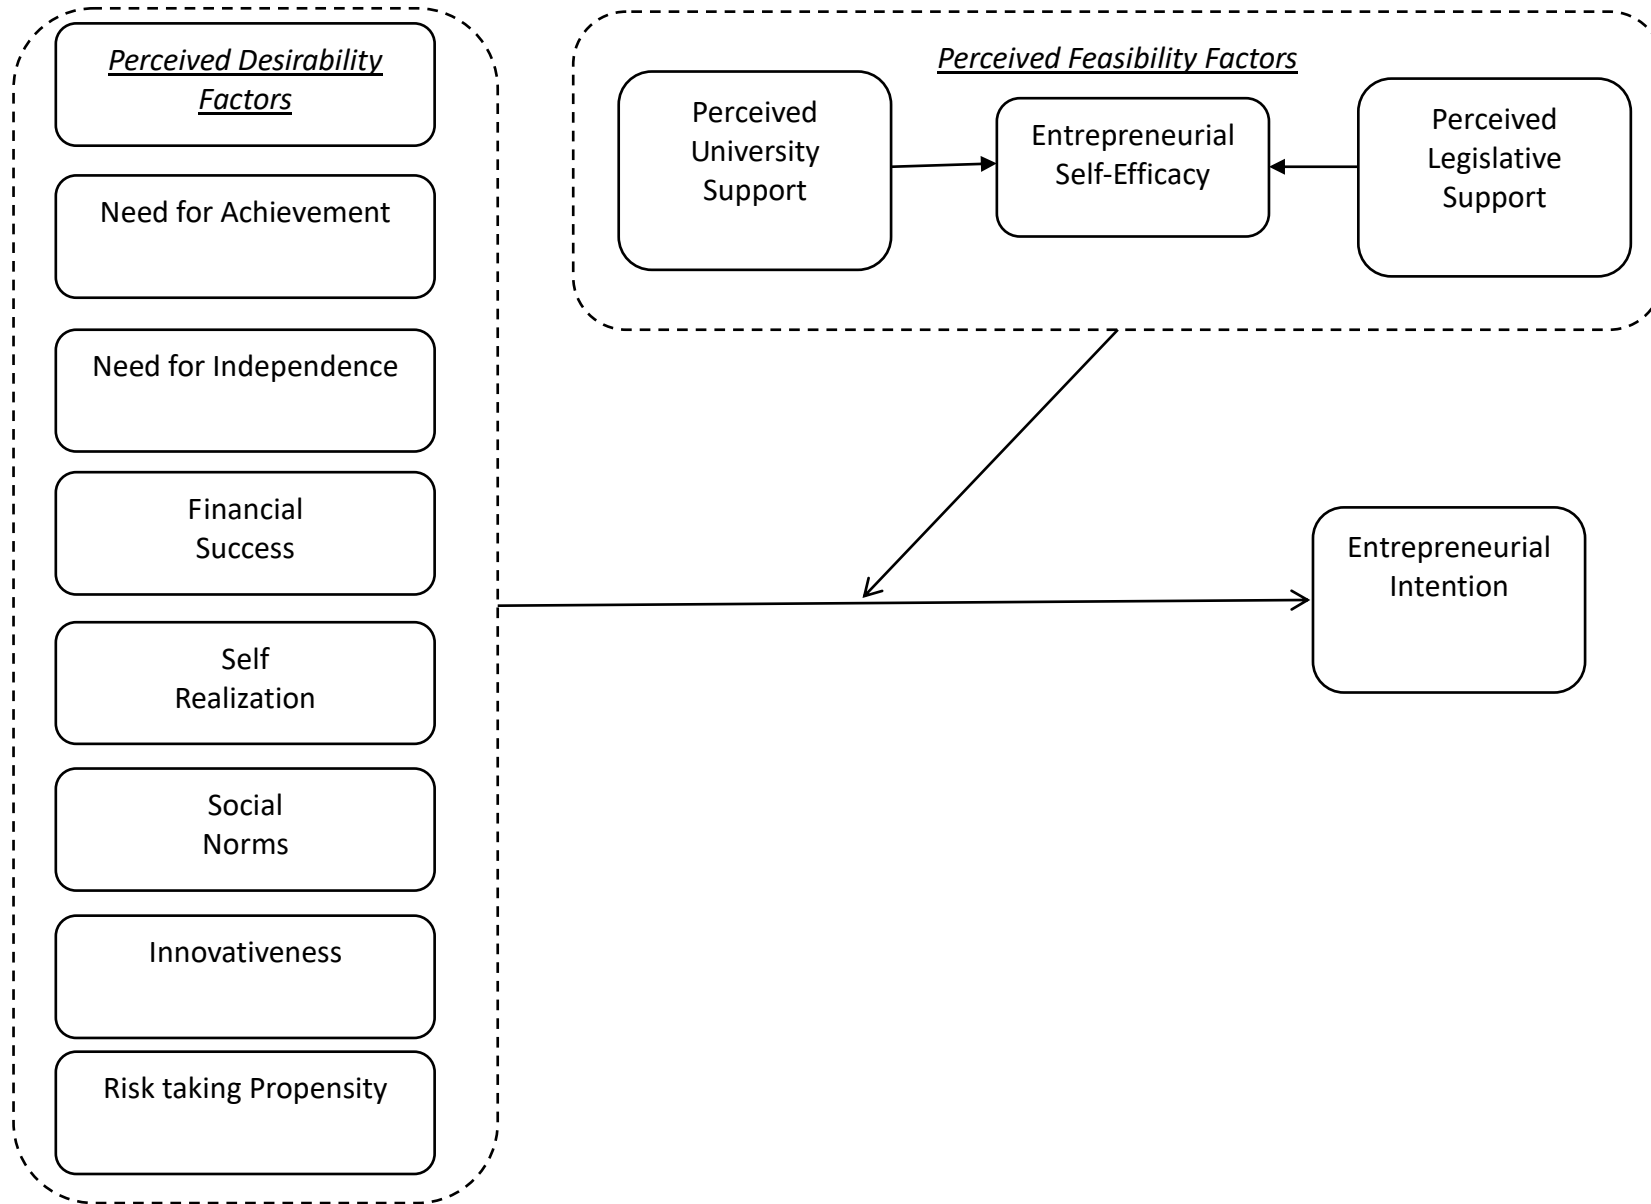 Perceived Desirability
Factors
Need for Achievement
Need for Independence
Financial
Success
Self
Realization
Social
Norms
Innovativeness
Risk taking Propensity
Perceived Feasibility Factors
Perceived
University
Support
Entrepreneurial
Self-Efficacy
Perceived
Legislative
Support
Entrepreneurial
Intention